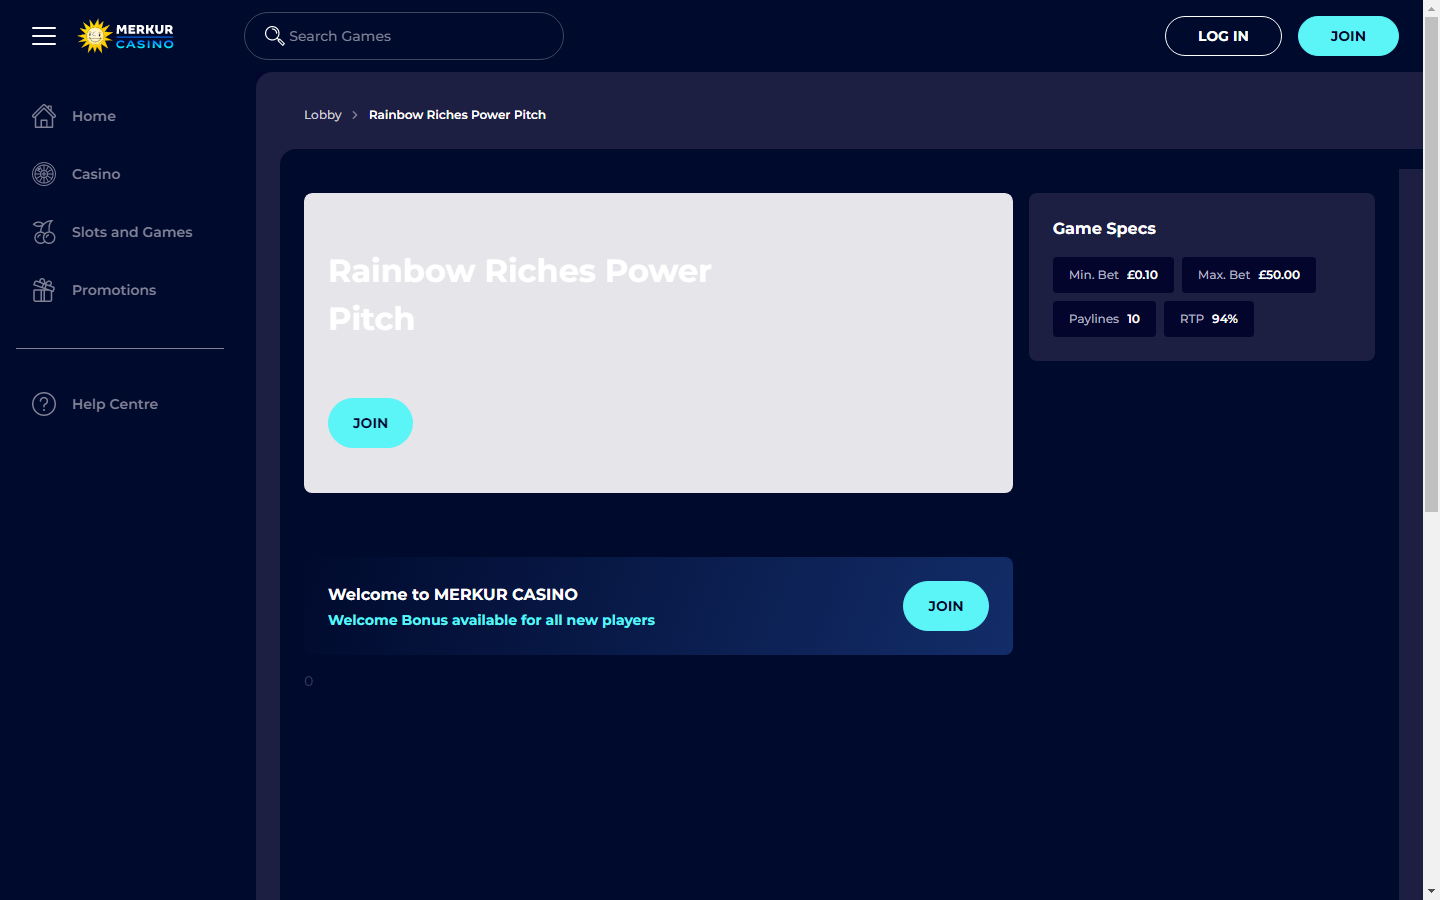 MERKUR
CASINO
Search Games
LOG IN
JOIN
Home
Casino
Slots and Games
Promotions
Help Centre
Lobby
Rainbow Riches Power Pitch
Rainbow Riches Power
Pitch
JOIN
Game Specs
Min. Bet £0.10
Max. Bet £50.00
Paylines 10
RTP 94%
Welcome to MERKUR CASINO
Welcome Bonus available for all new players
JOIN
0